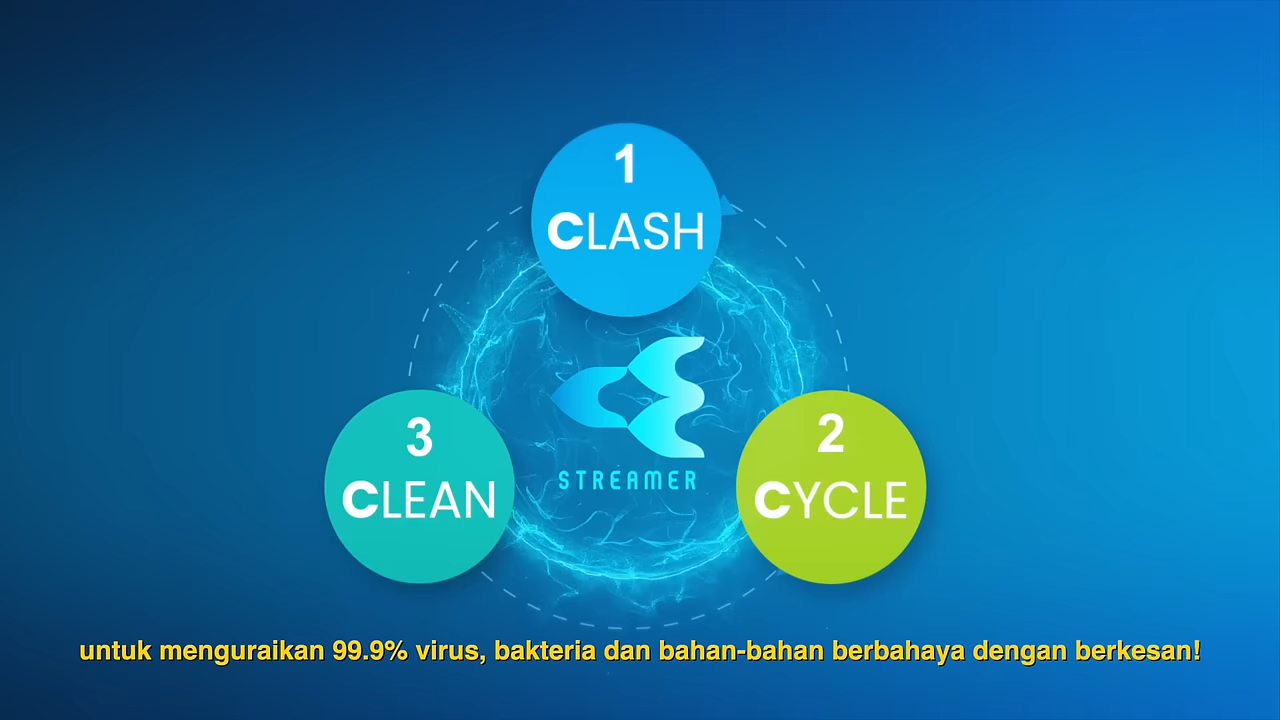 1
CLASH
3
CLEAN
2
CYCLE
STREAMER
untuk menguraikan 99.9% virus, bakteria dan bahan-bahan berbahaya dengan berkesan!